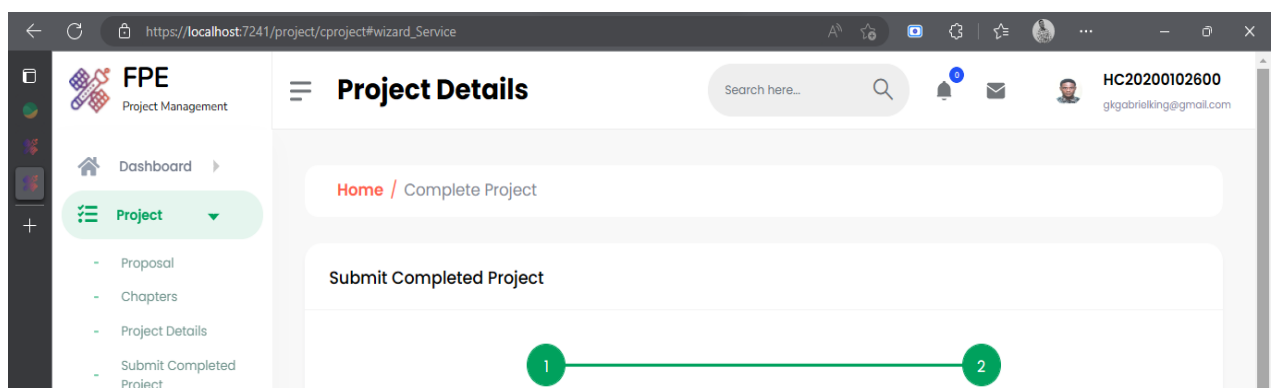 https://localhost:7241/project/cproject#wizard_Service
FPE
Project Management
Project Details
Search here...
0
HC20200102600
gkgabrielking@gmail.com
Dashboard
Home / Complete Project
Project
Submit Completed Project
- Proposal
- Chapters
- Project Details
- Submit Completed
Project
1
2